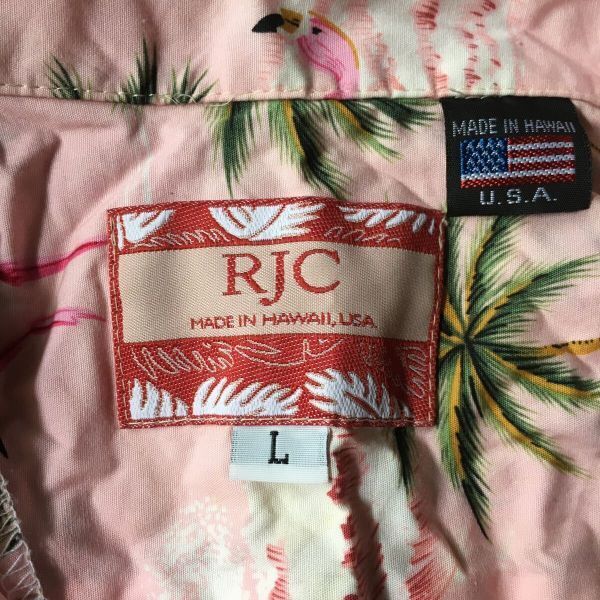 MADE IN HAWAII
U.S.A.
RJC
MADE IN HAWAII, USA
L